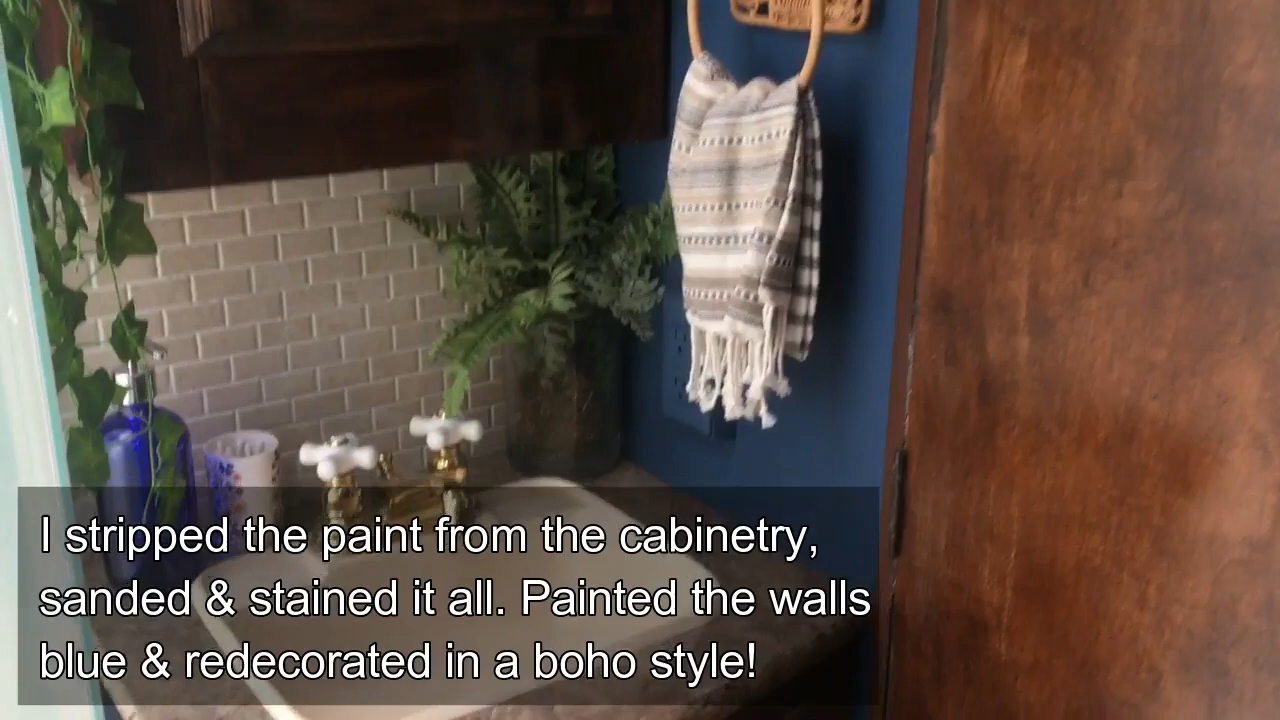 I stripped the paint from the cabinetry,
sanded & stained it all. Painted the walls
blue & redecorated in a boho style!